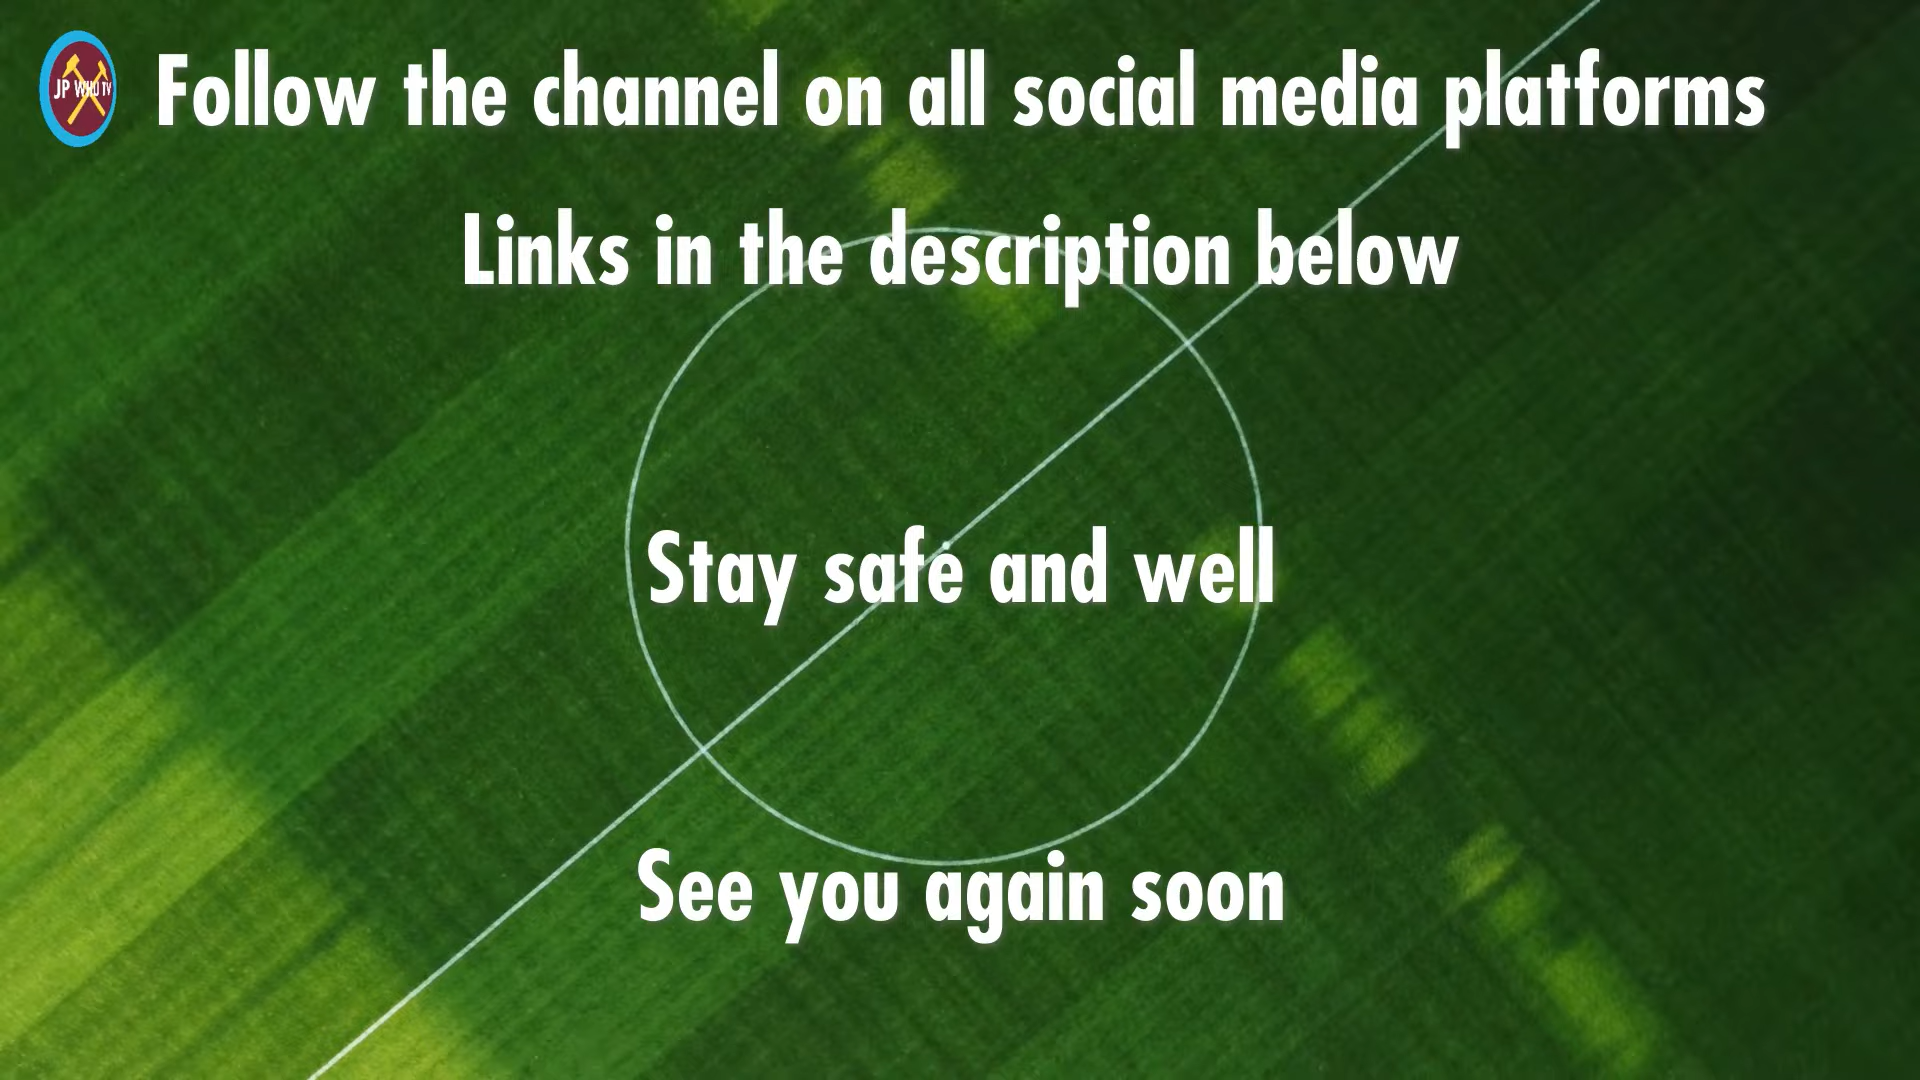 JP WHU TV
Follow the channel on all social media platforms
Links in the description below
Stay safe and well
See you again soon